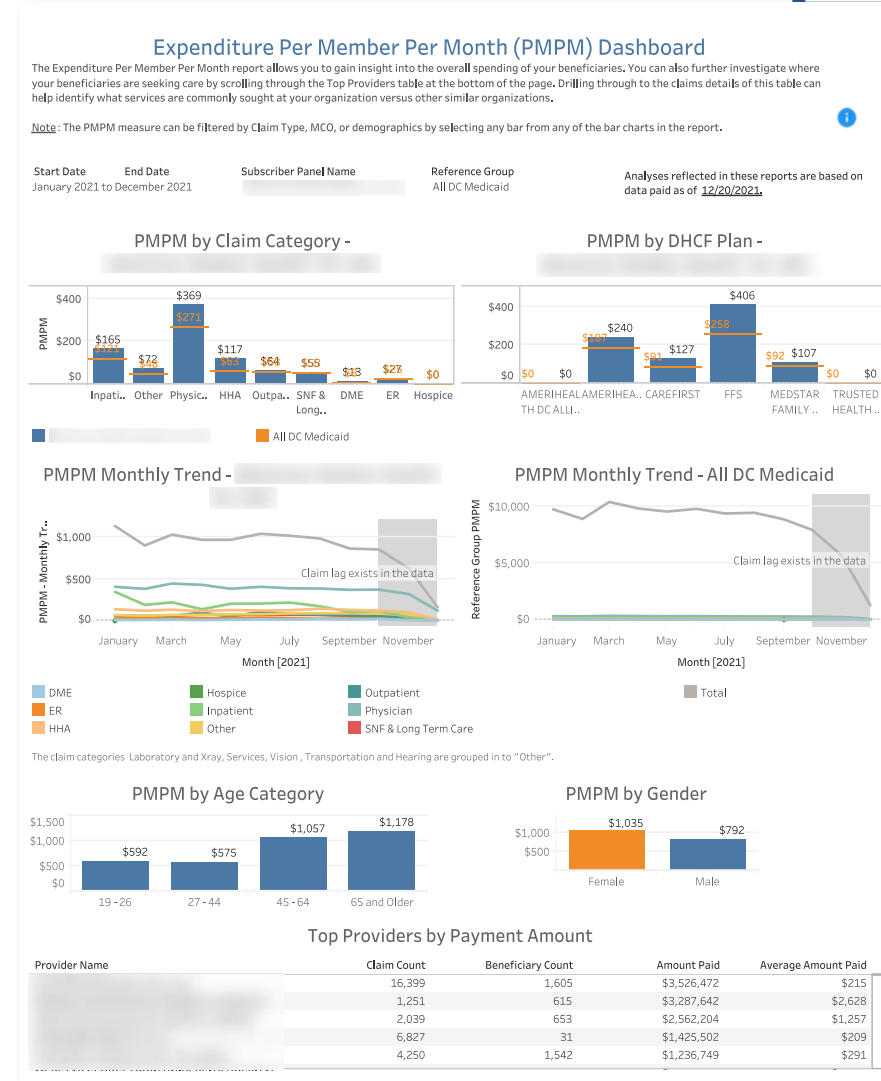 Expenditure Per Member Per Month (PMPM) Dashboard
The Expenditure Per Member Per Month report allows you to gain insight into the overall spending of your beneficiaries. You can also further investigate where
your beneficiaries are seeking care by scrolling through the Top Providers table at the bottom of the page. Drilling through to the claims details of this table can
help identify what services are commonly sought at your organization versus other similar organizations.
Note : The PMPM measure can be filtered by Claim Type, MCO, or demographics by selecting any bar from any of the bar charts in the report.
Start Date End Date Subscriber Panel Name Reference Group
January 2021 to December 2021 All DC Medicaid
Analyses reflected in these reports are based on
data paid as of 12/20/2021.
PMPM by Claim Category -
PMPM
$400
$200
$0
$165 $72 $369 $117 $64 $55 $13 $26 $0
$121 $271 $63
Inpati.. Other Physic.. HHA Outpa.. SNF & Long.. DME ER Hospice
All DC Medicaid
PMPM by DHCF Plan -
$400
$200
$0
$0 $240 $127 $406 $107 $0
$0 $187 $91 $258 $92 $0
AMERIHEAL AMERIHEA.. CAREFIRST FFS MEDSTAR TRUSTED
TH DC ALLI.. FAMILY .. HEALTH ..
PMPM Monthly Trend -
PMPM - Monthly Tr..
$1,000
$500
$0
Claim lag exists in the data
January March May July September November
Month [2021]
PMPM Monthly Trend - All DC Medicaid
Reference Group PMPM
$10,000
$5,000
$0
Claim lag exists in the data
January March May July September November
Month [2021]
DME Hospice Outpatient Total
ER Inpatient Physician
HHA Other SNF & Long Term Care
The claim categories Laboratory and Xray, Services, Vision , Transportation and Hearing are grouped in to "Other".
PMPM by Age Category
$1,500
$1,000
$500
$0
$592 $575 $1,057 $1,178
19 - 26 27 - 44 45 - 64 65 and Older
PMPM by Gender
$1,000
$500
$1,035 $792
Female Male
Top Providers by Payment Amount
Provider Name Claim Count Beneficiary Count Amount Paid Average Amount Paid
16,399 1,605 $3,526,472 $215
1,251 615 $3,287,642 $2,628
2,039 653 $2,562,204 $1,257
6,827 31 $1,425,502 $209
4,250 1,542 $1,236,749 $291